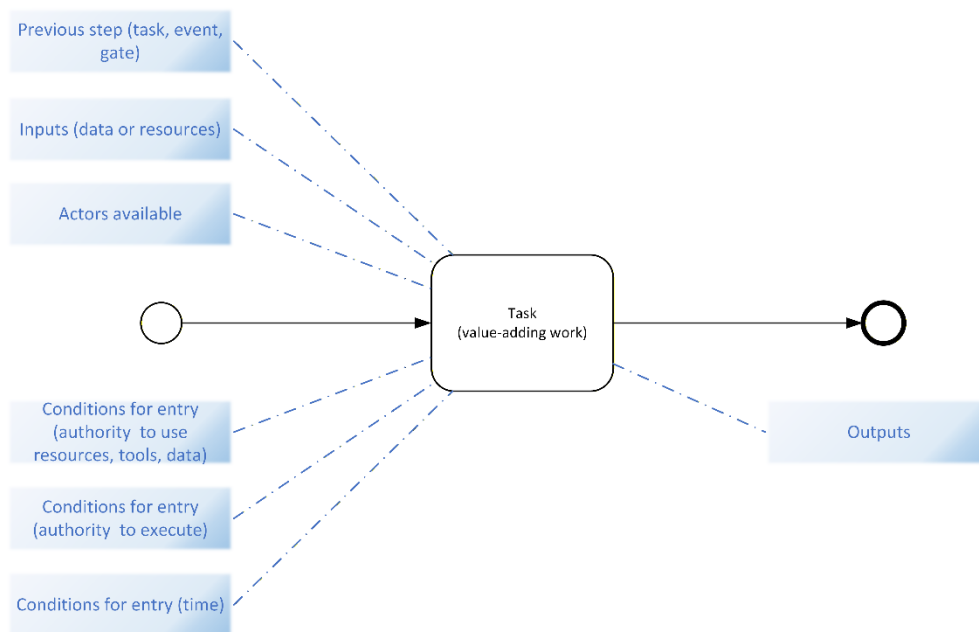 Previous step (task, event,
gate)
Inputs (data or resources)
Actors available
Task
(value-adding work)
Conditions for entry
(authority to use
resources, tools, data)
Outputs
Conditions for entry
(authority to execute)
Conditions for entry (time)